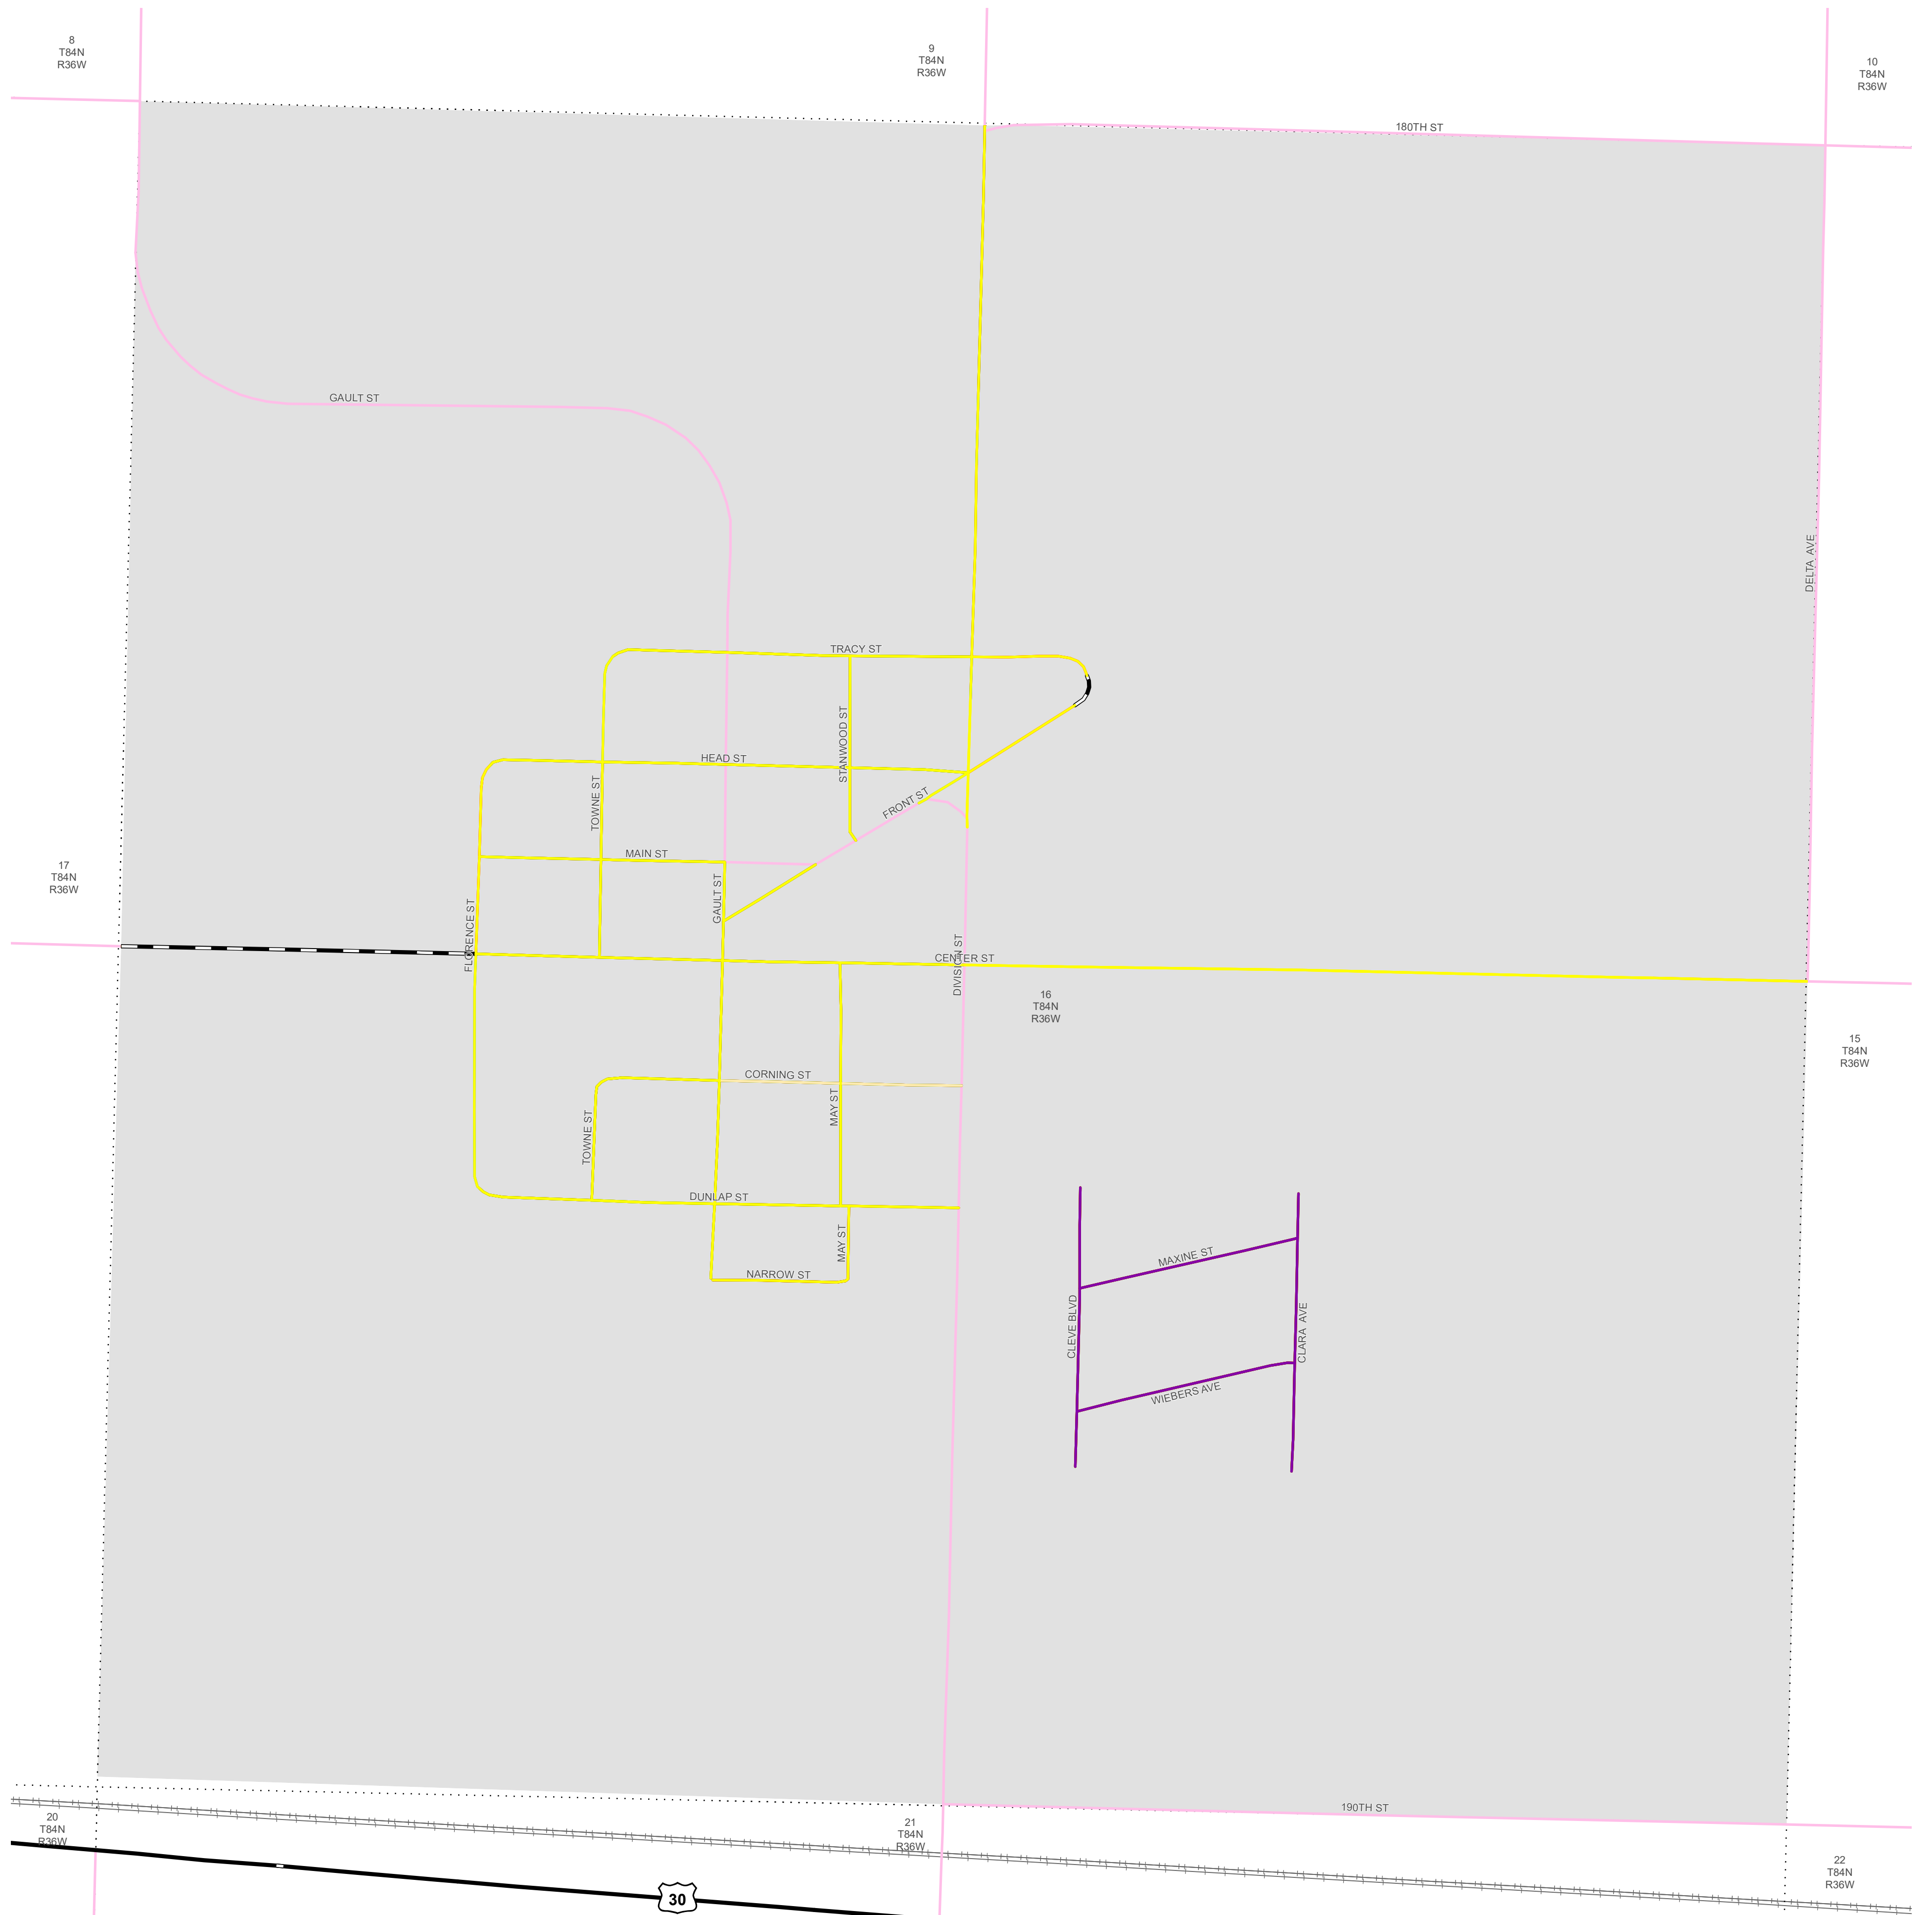 8
T84N
R36W
9
T84N
R36W
10
T84N
R36W
180TH ST
GAULT ST
DELTA AVE
TRACY ST
STANWOOD ST
HEAD ST
TOWNE ST
FRONT ST
MAIN ST
GAULT ST
17
T84N
R36W
FLORENCE ST
DIVISION ST
CENTER ST
16
T84N
R36W
15
T84N
R36W
CORNING ST
MAY ST
TOWNE ST
DUNLAP ST
MAY ST
NARROW ST
MAXINE ST
CLEVE BLVD
CLARA AVE
WIEBERS AVE
190TH ST
20
T84N
R36W
21
T84N
R36W
22
T84N
R36W
30